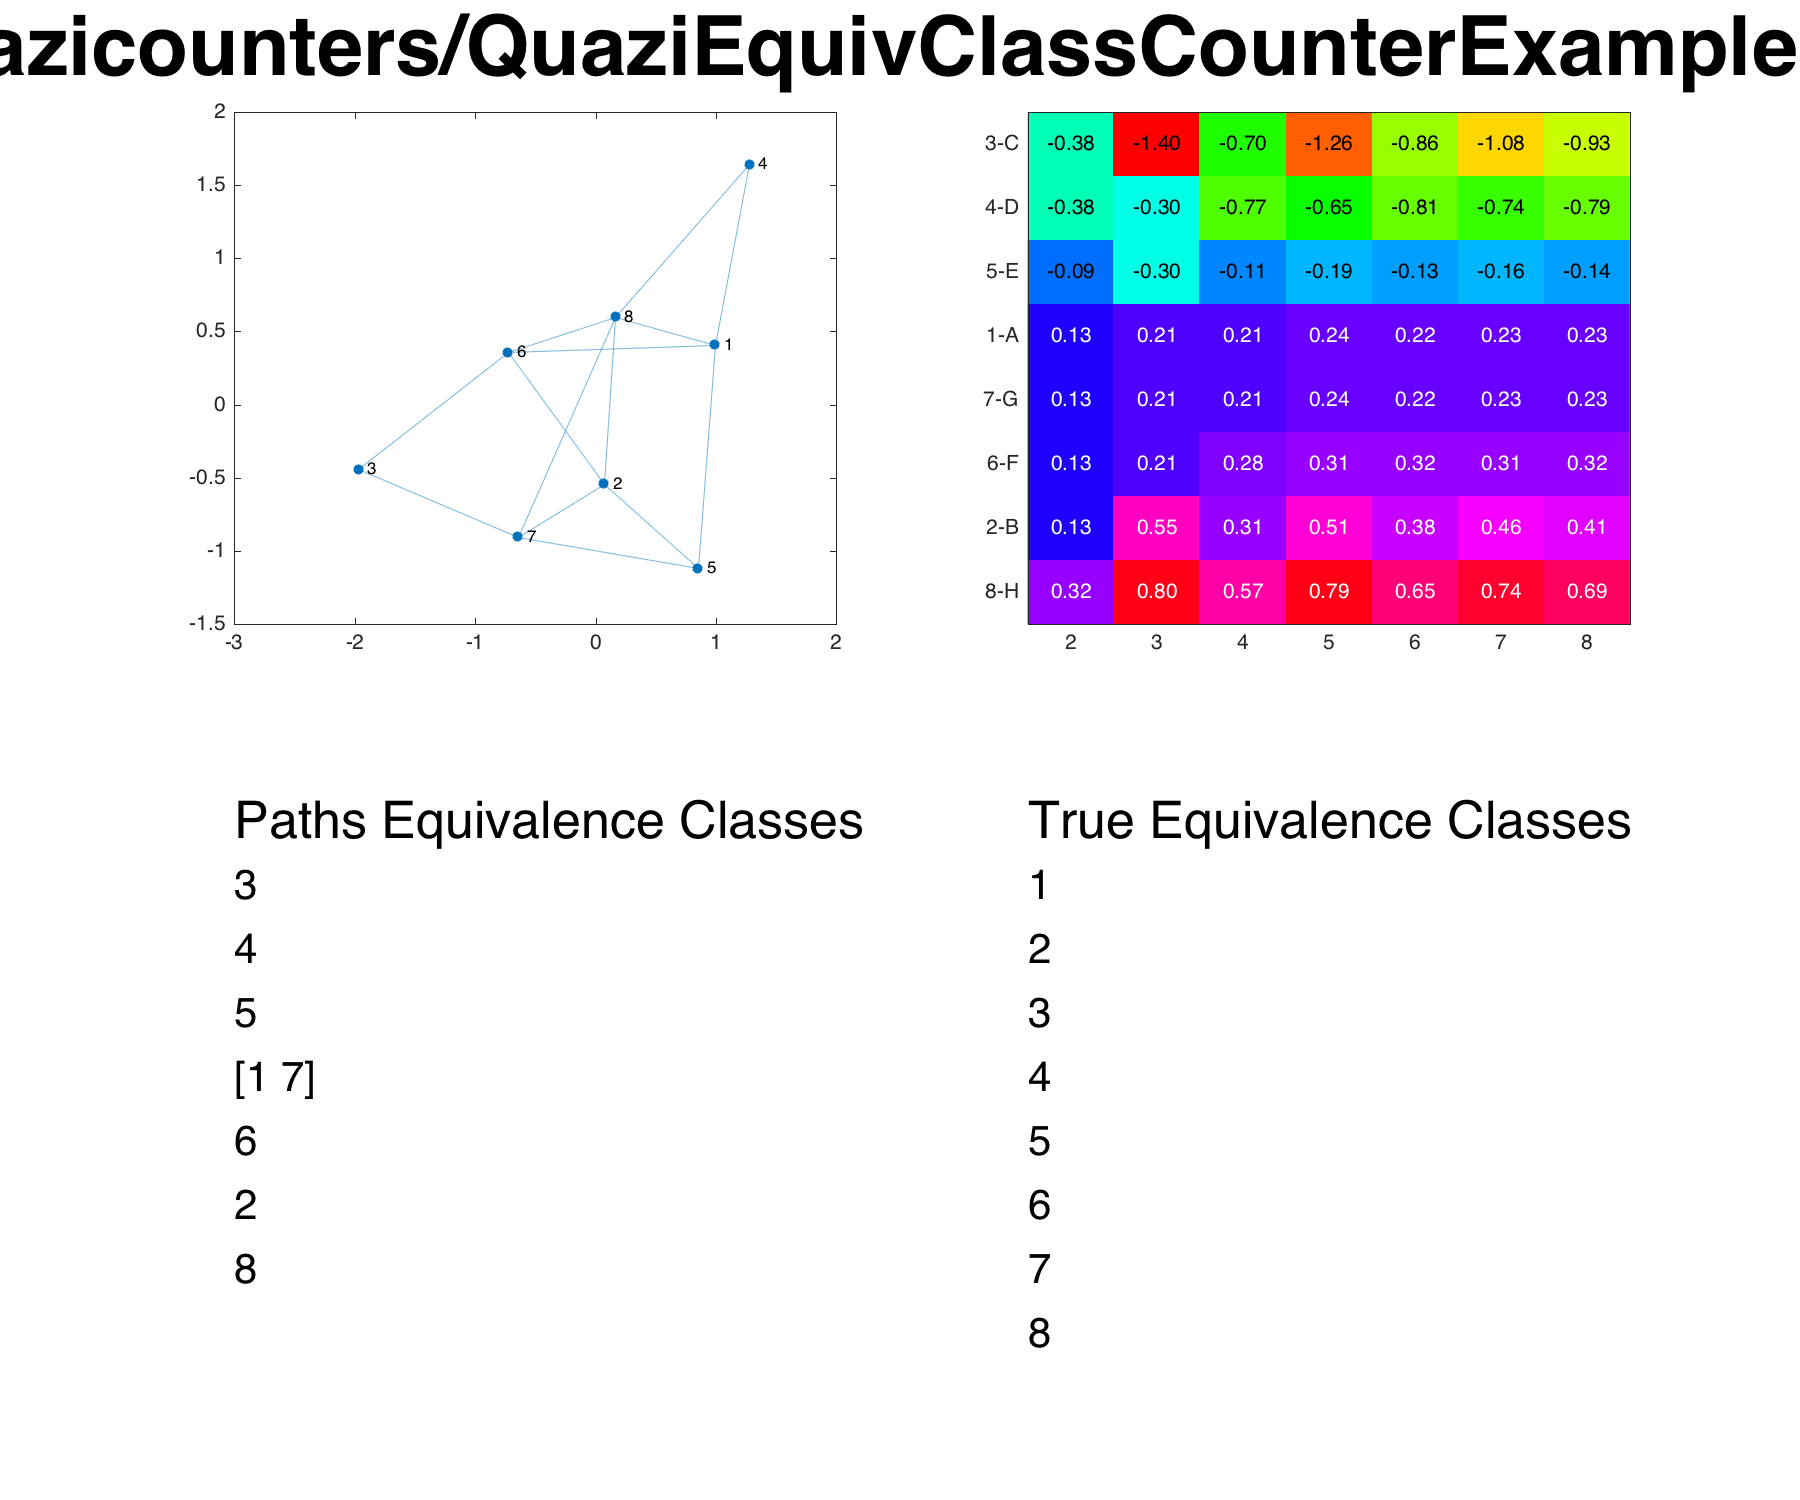 azicounters/QuaziEquivClassCounterExample
2
1.5
1
0.5
0
-0.5
-1
-1.5
-3 -2 -1 0 1 2
4
8
1
6
3
2
7
5
3-C -0.38 -1.40 -0.70 -1.26 -0.86 -1.08 -0.93
4-D -0.38 -0.30 -0.77 -0.65 -0.81 -0.74 -0.79
5-E -0.09 -0.30 -0.11 -0.19 -0.13 -0.16 -0.14
1-A 0.13 0.21 0.21 0.24 0.22 0.23 0.23
7-G 0.13 0.21 0.21 0.24 0.22 0.23 0.23
6-F 0.13 0.21 0.28 0.31 0.32 0.31 0.32
2-B 0.13 0.55 0.31 0.51 0.38 0.46 0.41
8-H 0.32 0.80 0.57 0.79 0.65 0.74 0.69
2 3 4 5 6 7 8
Paths Equivalence Classes
3
4
5
[1 7]
6
2
8
True Equivalence Classes
1
2
3
4
5
6
7
8